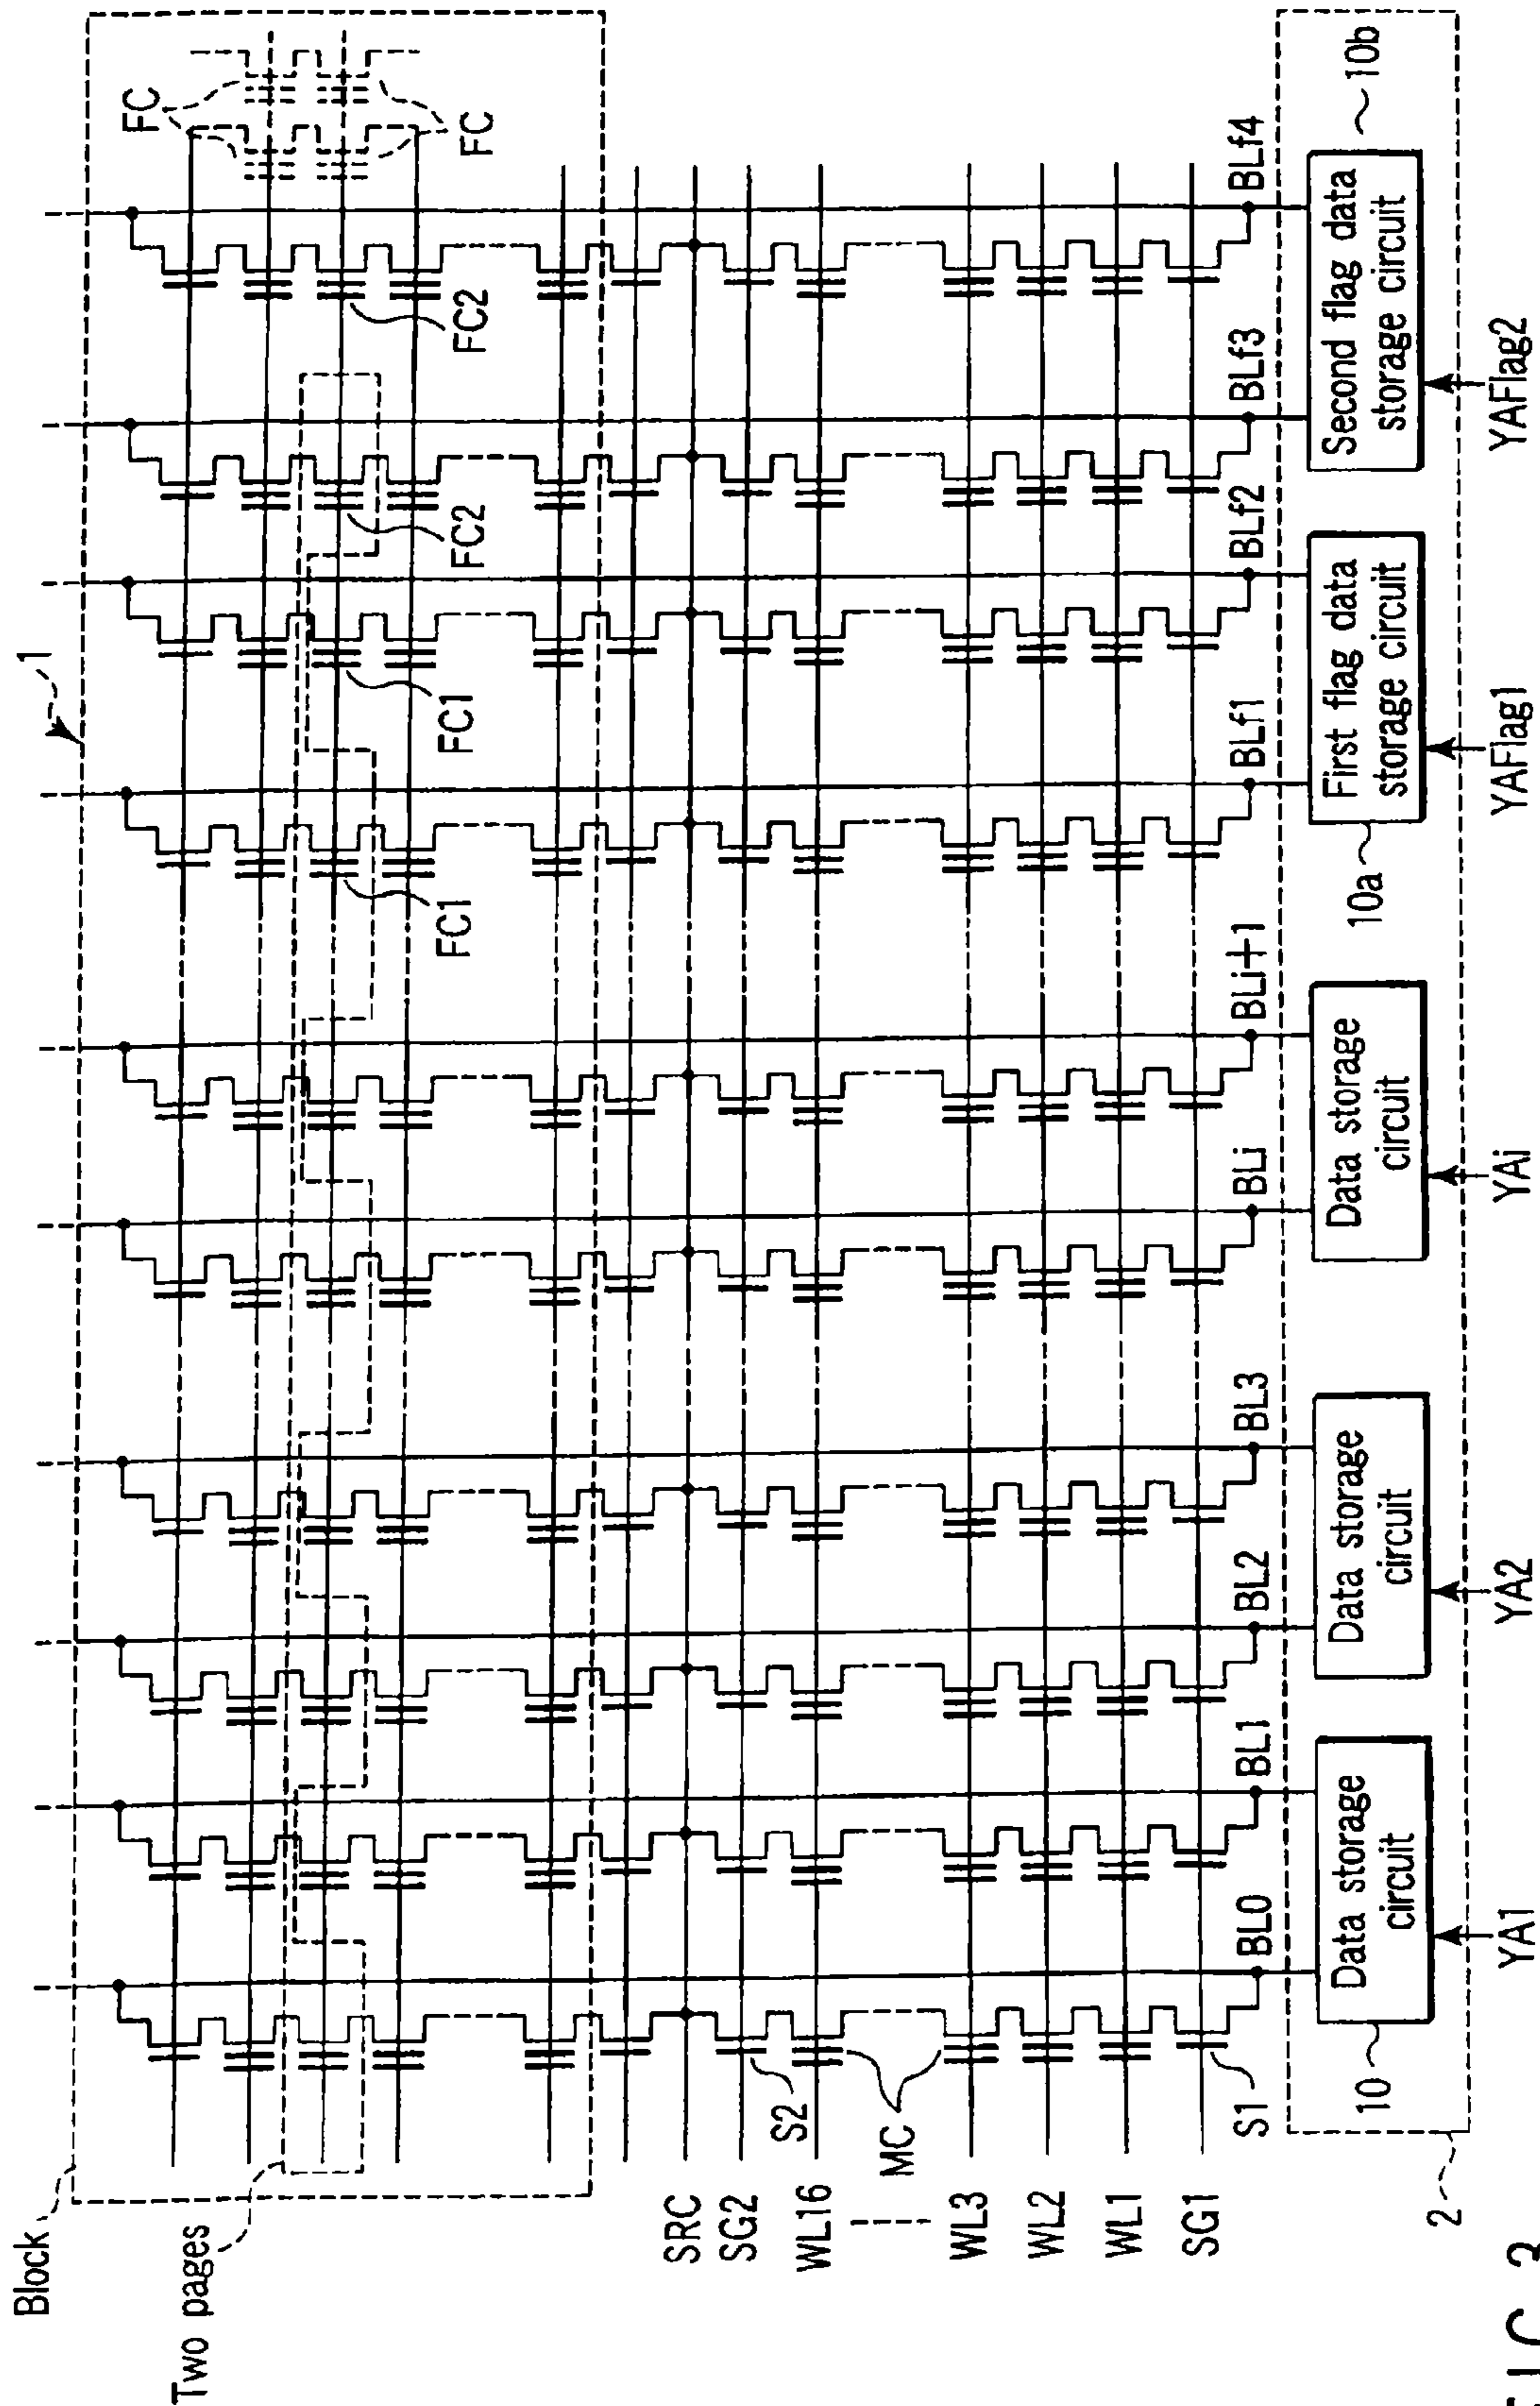 1
Block
Two pages
FC
FC
FC1
FC1
FC2
FC2
SRC
SG2
WL16
WL3
WL2
WL1
SG1
S2
MC
S1
BL0
BL1
BL2
BL3
BLi
BLi+1
BLf1
BLf2
BLf3
BLf4
10
Data storage
circuit
Data storage
circuit
Data storage
circuit
10a
First flag data
storage circuit
Second flag data
storage circuit
10b
2
YA1
YA2
YAi
YAFlag1
YAFlag2